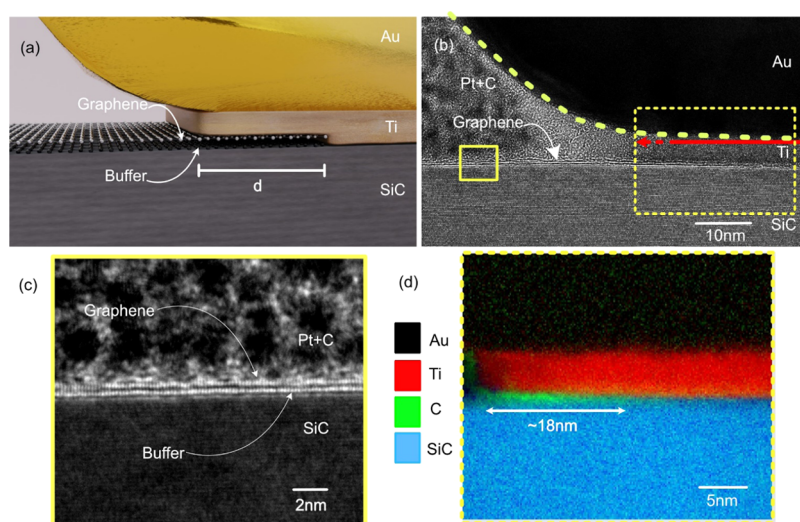 (a)
Au
Graphene
Ti
Buffer
d
SiC
(b)
Au
Pt+C
Graphene
Ti
SiC
10nm
(c)
Graphene
Pt+C
SiC
Buffer
2nm
(d)
Au
Ti
C
SiC
~18nm
5nm